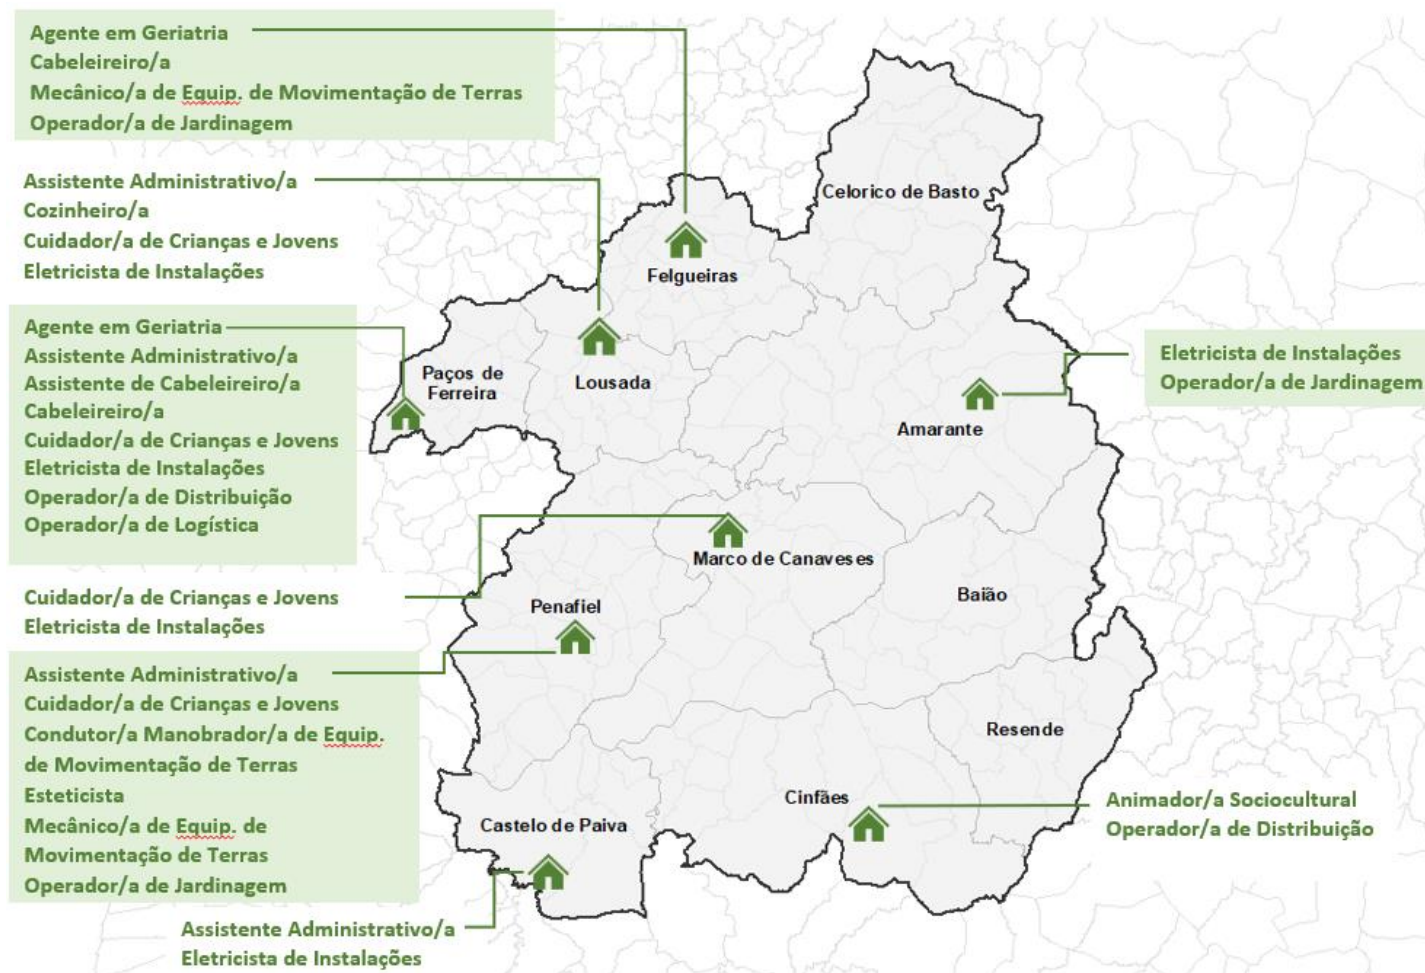 Agente em Geriatria
Cabeleireiro/a
Mecânico/a de Equip. de Movimentação de Terras
Operador/a de Jardinagem
Assistente Administrativo/a
Cozinheiro/a
Cuidador/a de Crianças e Jovens
Eletricista de Instalações
Agente em Geriatria
Assistente Administrativo/a
Assistente de Cabeleireiro/a
Cabeleireiro/a
Cuidador/a de Crianças e Jovens
Eletricista de Instalações
Operador/a de Distribuição
Operador/a de Logística
Cuidador/a de Crianças e Jovens
Eletricista de Instalações
Assistente Administrativo/a
Cuidador/a de Crianças e Jovens
Condutor/a Manobrador/a de Equip.
de Movimentação de Terras
Esteticista
Mecânico/a de Equip. de
Movimentação de Terras
Operador/a de Jardinagem
Assistente Administrativo/a
Eletricista de Instalações
Celorico de Basto
Felgueiras
Paços de
Ferreira
Lousada
Amarante
Marco de Canaveses
Penafiel
Baião
Resende
Cinfães
Castelo de Paiva
Eletricista de Instalações
Operador/a de Jardinagem
Animador/a Sociocultural
Operador/a de Distribuição